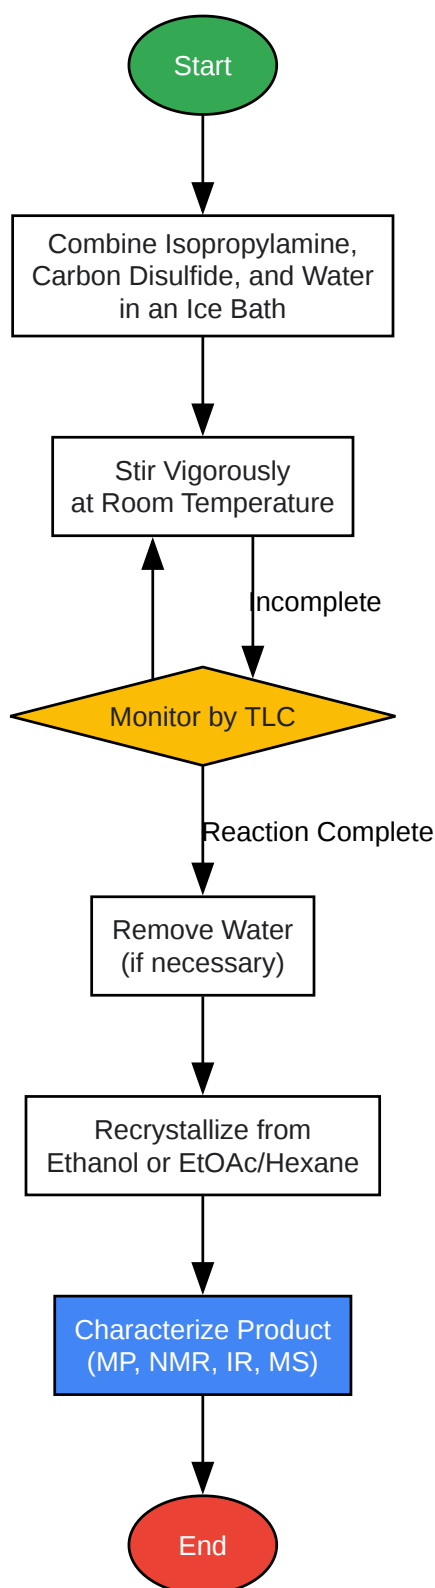 Start
Combine Isopropylamine,
Carbon Disulfide, and Water
in an Ice Bath
Stir Vigorously
at Room Temperature
Incomplete
Monitor by TLC
Reaction Complete
Remove Water
(if necessary)
Recrystallize from
Ethanol or EtOAc/Hexane
Characterize Product
(MP, NMR, IR, MS)
End